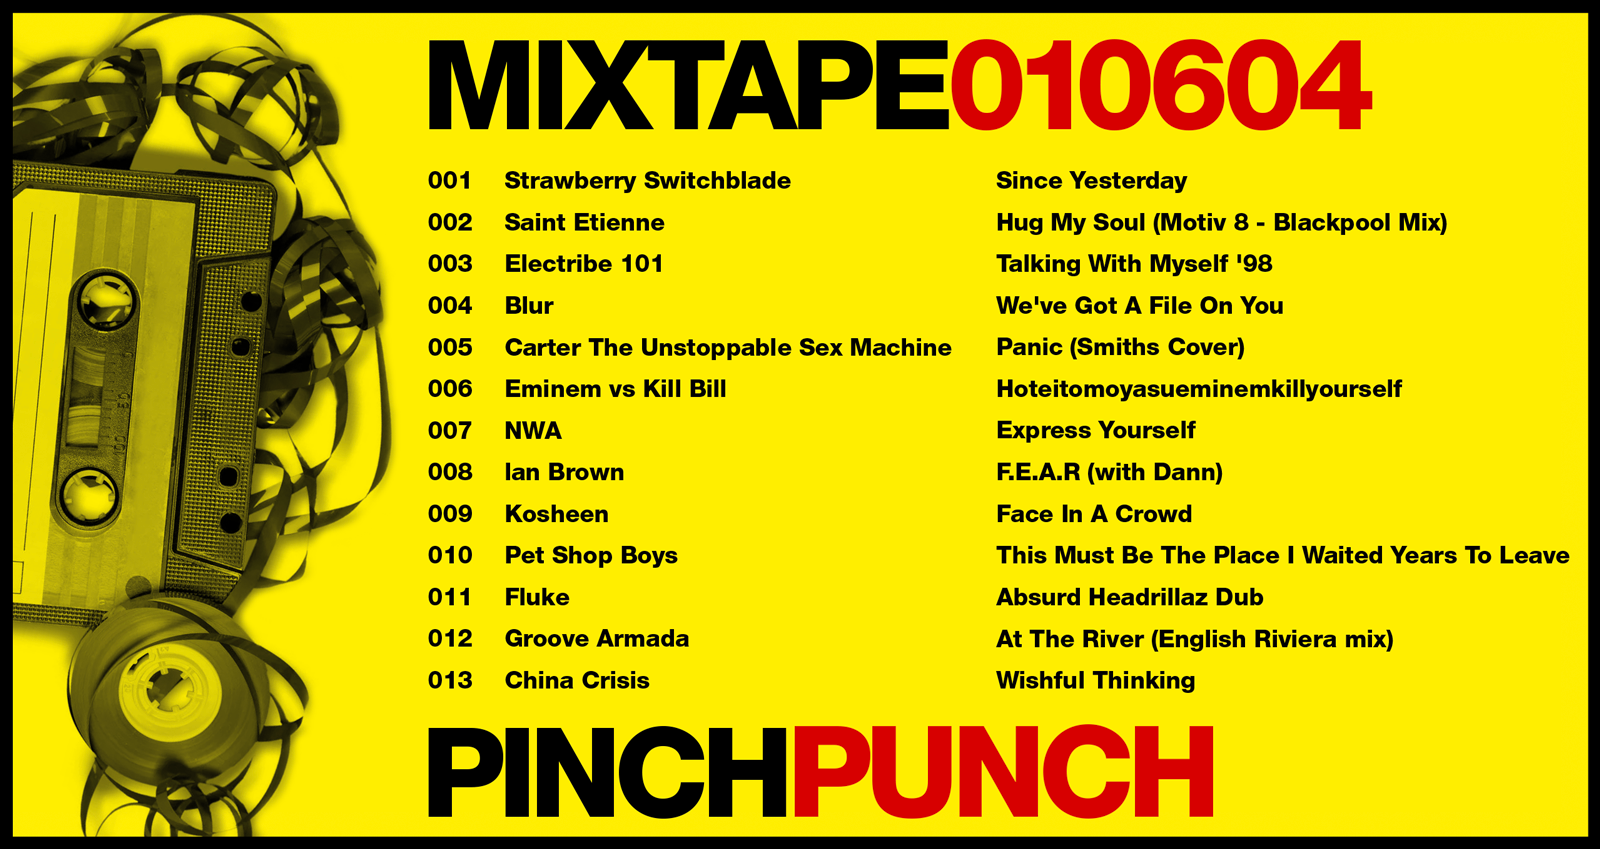 MIXTAPE010604
001 Strawberry Switchblade Since Yesterday
002 Saint Etienne Hug My Soul (Motiv 8 - Blackpool Mix)
003 Electribe 101 Talking With Myself '98
004 Blur We've Got A File On You
005 Carter The Unstoppable Sex Machine Panic (Smiths Cover)
006 Eminem vs Kill Bill Hoteitomoyasueminemkillyourself
007 NWA Express Yourself
008 Ian Brown F.E.A.R (with Dann)
009 Kosheen Face In A Crowd
010 Pet Shop Boys This Must Be The Place I Waited Years To Leave
011 Fluke Absurd Headrillaz Dub
012 Groove Armada At The River (English Riviera mix)
013 China Crisis Wishful Thinking
PINCHPUNCH